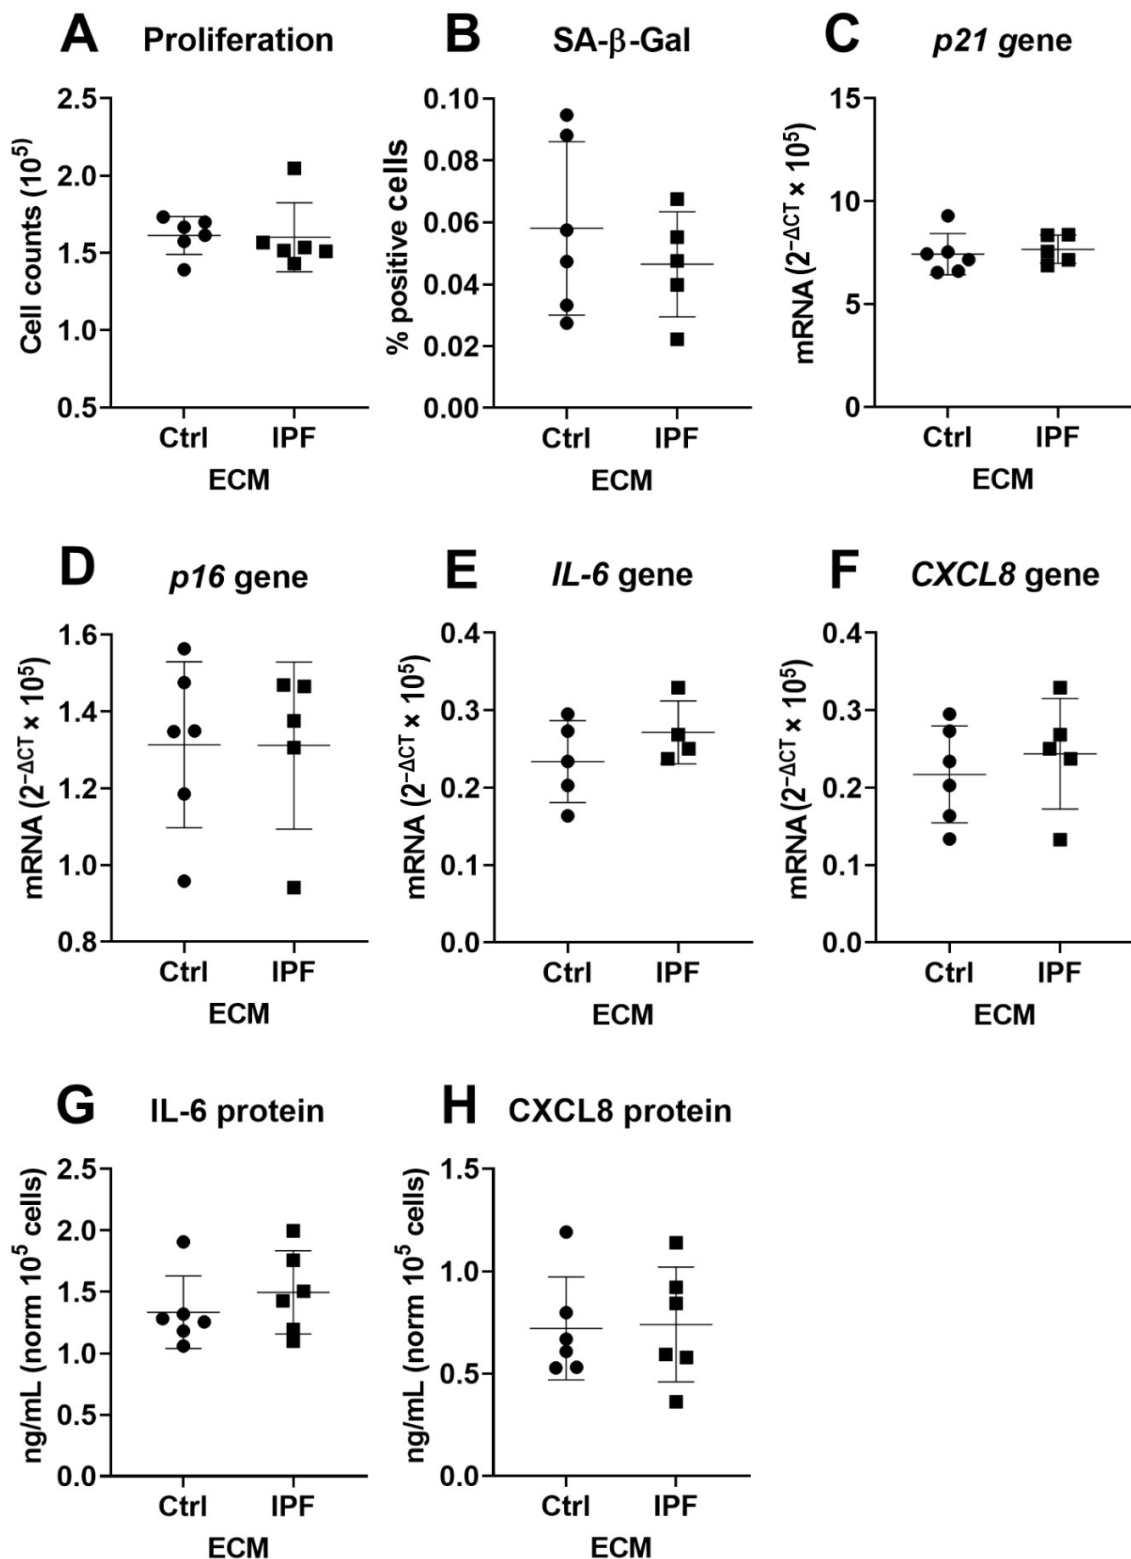 A Proliferation
Cell counts (10⁵)
2.5
2.0
1.5
1.0
0.5
Ctrl IPF
ECM
B SA-β-Gal
% positive cells
0.10
0.08
0.06
0.04
0.02
0.00
Ctrl IPF
ECM
C p21 gene
mRNA (2⁻ΔCT × 10⁵)
15
10
5
0
Ctrl IPF
ECM
D p16 gene
mRNA (2⁻ΔCT × 10⁵)
1.6
1.4
1.2
1.0
0.8
Ctrl IPF
ECM
E IL-6 gene
mRNA (2⁻ΔCT × 10⁵)
0.4
0.3
0.2
0.1
0.0
Ctrl IPF
ECM
F CXCL8 gene
mRNA (2⁻ΔCT × 10⁵)
0.4
0.3
0.2
0.1
0.0
Ctrl IPF
ECM
G IL-6 protein
ng/mL (norm 10⁵ cells)
2.5
2.0
1.5
1.0
0.5
0.0
Ctrl IPF
ECM
H CXCL8 protein
ng/mL (norm 10⁵ cells)
1.5
1.0
0.5
0.0
Ctrl IPF
ECM